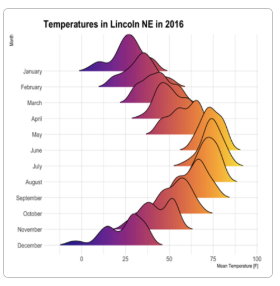 Temperatures in Lincoln NE in 2016
Month
January
February
March
April
May
June
July
August
September
October
November
December
0
25
50
75
100
Mean Temperature [F]